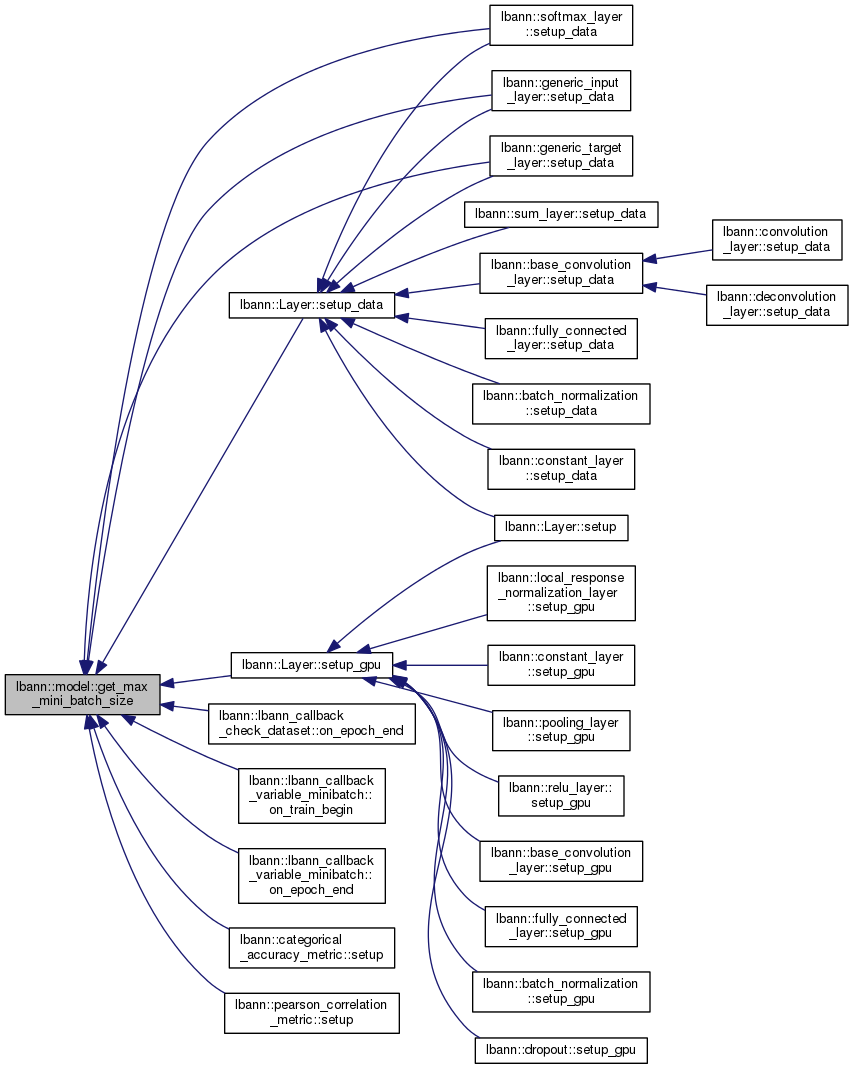 lbann::softmax_layer
::setup_data
lbann::generic_input
_layer::setup_data
lbann::generic_target
_layer::setup_data
lbann::sum_layer::setup_data
lbann::convolution
_layer::setup_data
lbann::base_convolution
_layer::setup_data
lbann::deconvolution
_layer::setup_data
lbann::Layer::setup_data
lbann::fully_connected
_layer::setup_data
lbann::batch_normalization
::setup_data
lbann::constant_layer
::setup_data
lbann::Layer::setup
lbann::local_response
_normalization_layer
::setup_gpu
lbann::Layer::setup_gpu
lbann::constant_layer
::setup_gpu
lbann::model::get_max
_mini_batch_size
lbann::lbann_callback
_check_dataset::on_epoch_end
lbann::pooling_layer
::setup_gpu
lbann::lbann_callback
_variable_minibatch::
on_train_begin
lbann::relu_layer::
setup_gpu
lbann::lbann_callback
_variable_minibatch::
on_epoch_end
lbann::base_convolution
_layer::setup_gpu
lbann::fully_connected
_layer::setup_gpu
lbann::categorical
_accuracy_metric::setup
lbann::batch_normalization
::setup_gpu
lbann::pearson_correlation
_metric::setup
lbann::dropout::setup_gpu